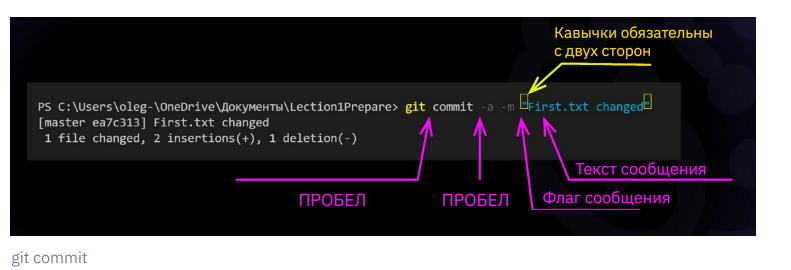 Кавычки обязательны
с двух сторон
PS C:\Users\oleg-\OneDrive\Документы\Lection1Prepare> git commit -a -m "First.txt changed"
[master ea7c313] First.txt changed
1 file changed, 2 insertions(+), 1 deletion(-)
Текст сообщения
ПРОБЕЛ ПРОБЕЛ Флаг сообщения
git commit